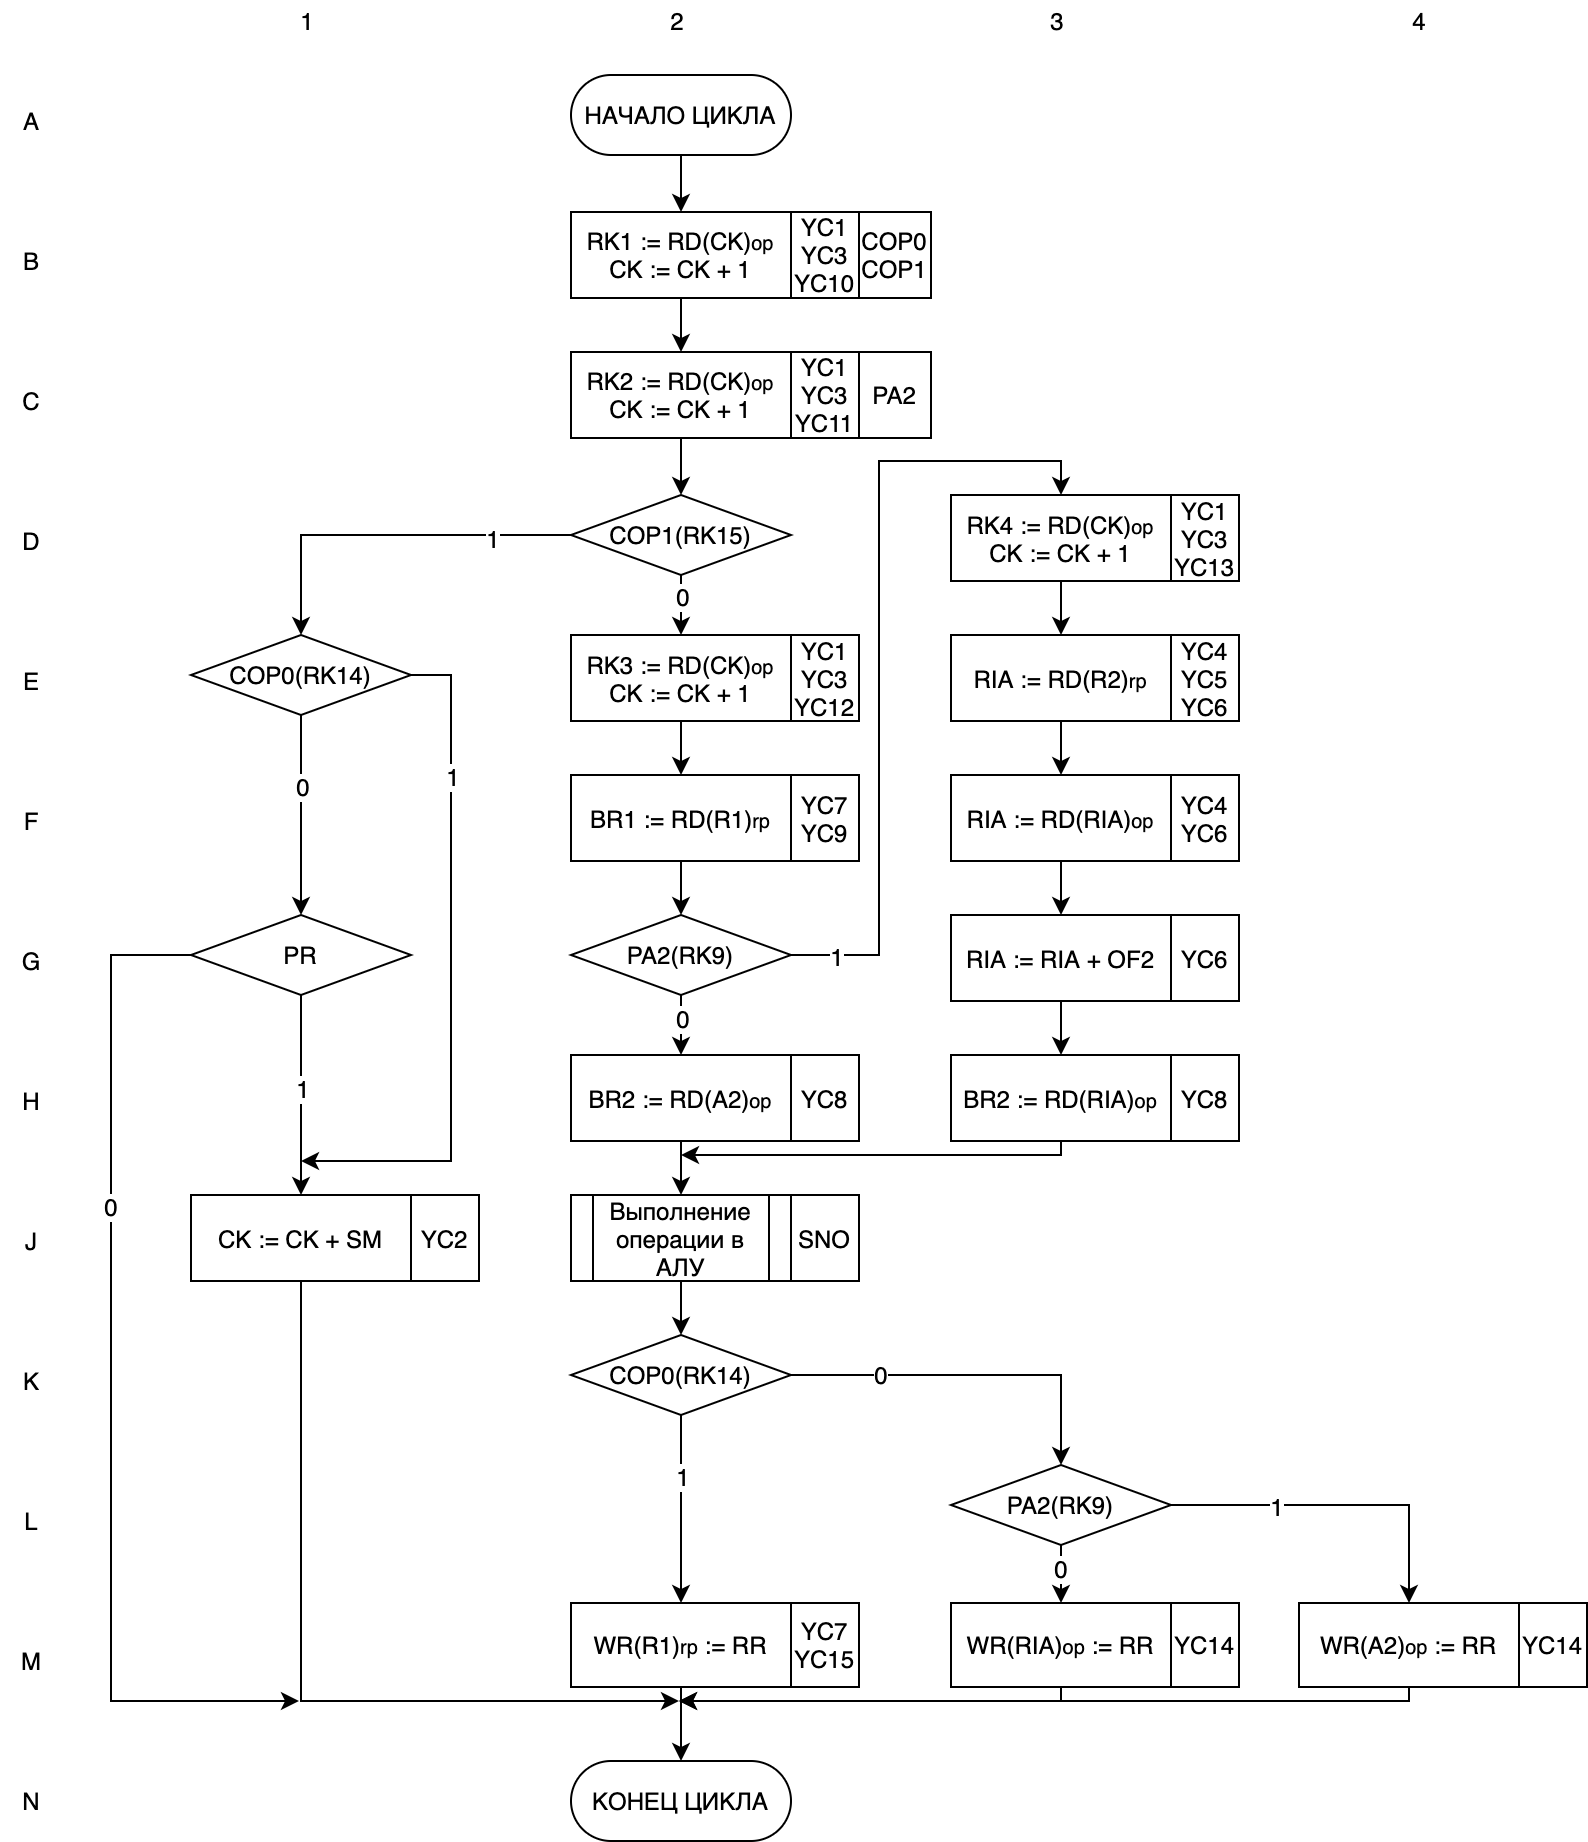 1 2 3 4
A
НАЧАЛО ЦИКЛА
B
RK1 := RD(CK)op
CK := CK + 1
YC1
YC3
YC10
COP0
COP1
C
RK2 := RD(CK)op
CK := CK + 1
YC1
YC3
YC11
PA2
D
1
COP1(RK15)
0
RK4 := RD(CK)op
CK := CK + 1
YC1
YC3
YC13
E
COP0(RK14)
0
1
RK3 := RD(CK)op
CK := CK + 1
YC1
YC3
YC12
RIA := RD(R2)rp
YC4
YC5
YC6
F
BR1 := RD(R1)rp
YC7
YC9
RIA := RD(RIA)op
YC4
YC6
G
PR
1
0
PA2(RK9)
1
0
RIA := RIA + OF2
YC6
H
BR2 := RD(A2)op
YC8
BR2 := RD(RIA)op
YC8
J
CK := CK + SM
YC2
Выполнение
операции в
АЛУ
SNO
K
COP0(RK14)
0
1
L
PA2(RK9)
1
0
M
WR(R1)rp := RR
YC7
YC15
WR(RIA)op := RR
YC14
WR(A2)op := RR
YC14
N
КОНЕЦ ЦИКЛА